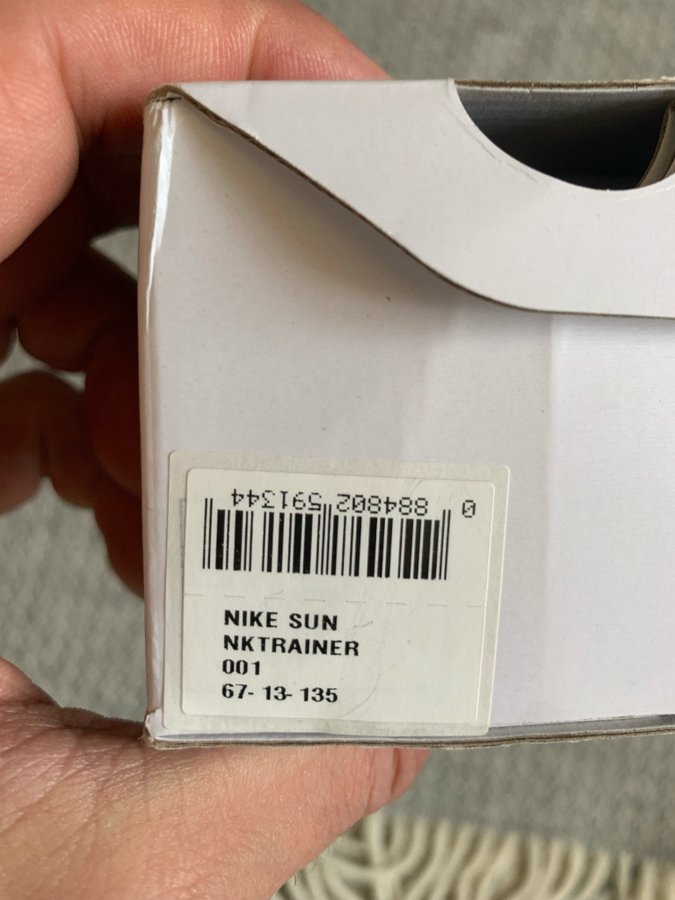 0 884802 591344
NIKE SUN
NKTRAINER
001
67- 13- 135